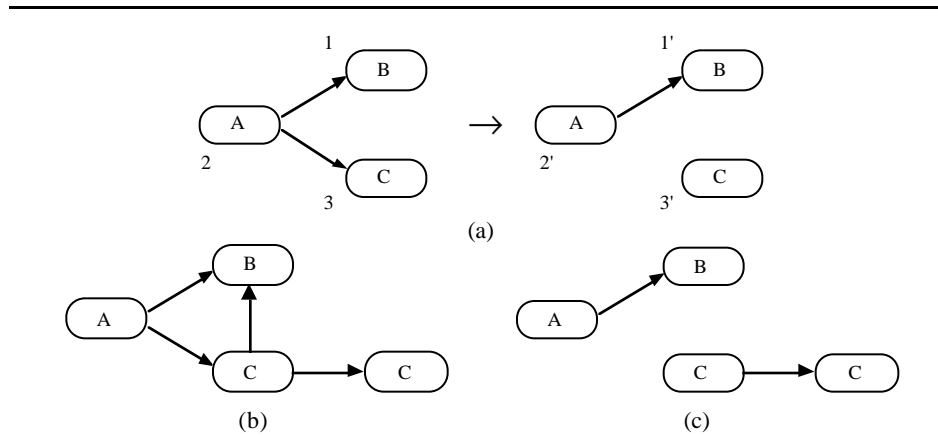 1 1'
B B
A → A
2 2'
C C
3 3'
(a)
B B
A A
C C C C
(b) (c)